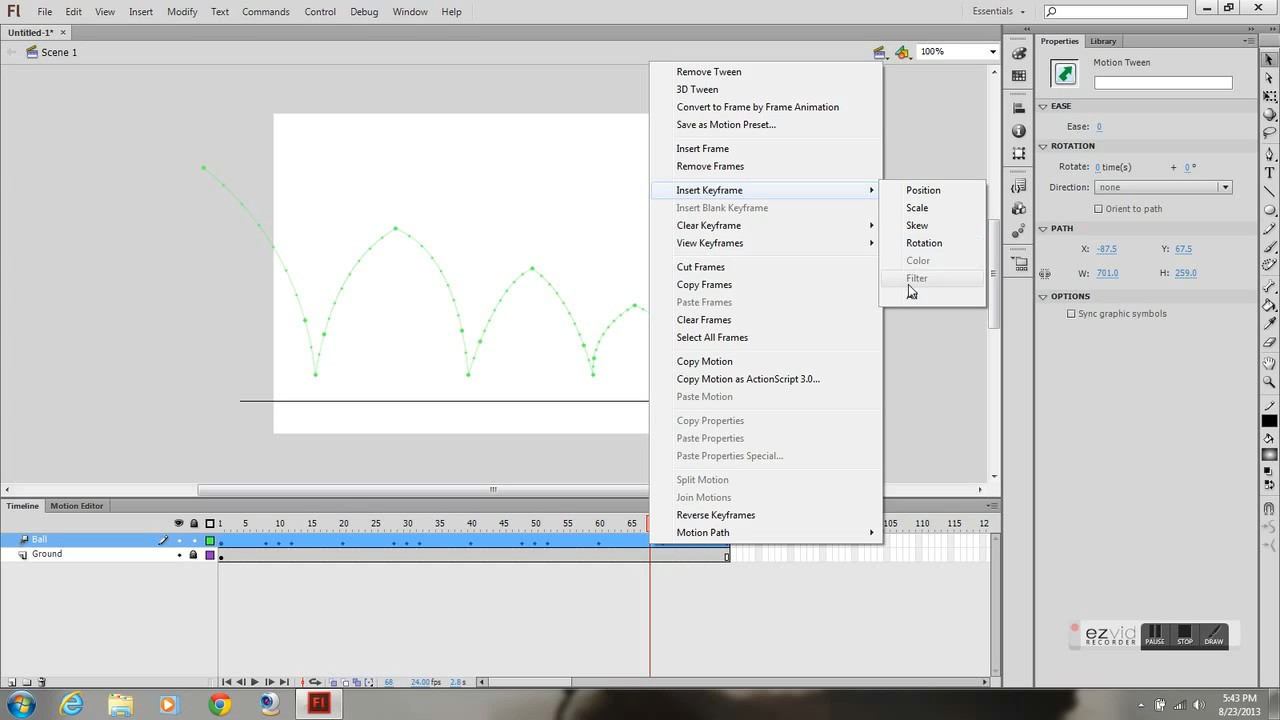 Fl File Edit View Insert Modify Text Commands Control Debug Window Help Essentials
Untitled-1*
Scene 1 100%
Remove Tween
3D Tween
Convert to Frame by Frame Animation
Save as Motion Preset...
Insert Frame
Remove Frames
Insert Keyframe
Insert Blank Keyframe
Clear Keyframe
View Keyframes
Cut Frames
Copy Frames
Paste Frames
Clear Frames
Select All Frames
Copy Motion
Copy Motion as ActionScript 3.0...
Paste Motion
Copy Properties
Paste Properties
Paste Properties Special...
Split Motion
Join Motions
Reverse Keyframes
Motion Path
Position
Scale
Skew
Rotation
Color
Filter
Properties Library
Motion Tween
EASE
Ease: 0
ROTATION
Rotate: 0 time(s) + 0 °
Direction: none
Orient to path
PATH
X: -87.5 Y: 67.5
W: 701.0 H: 259.0
OPTIONS
Sync graphic symbols
Timeline Motion Editor
1 5 10 15 20 25 30 35 40 45 50 55 60 65 105 110 115 12
Ball
Ground
68 24.00 fps 2.8 s
ezvid
RECORDER
PAUSE STOP DRAW
Fl
5:43 PM
8/23/2013